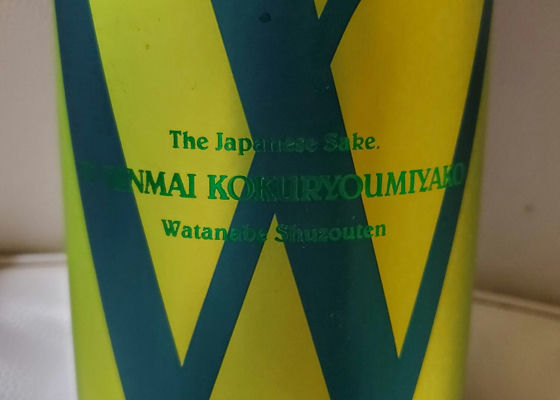 The Japanese Sake.
KOKURYOUMIYAKO
Watanabe Shuzouten